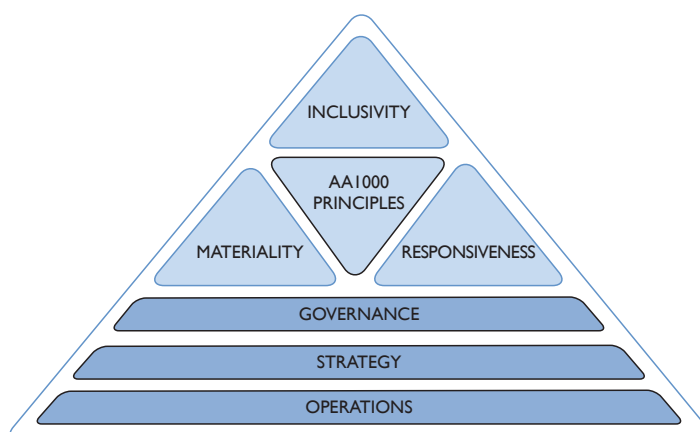 INCLUSIVITY
AA1000
PRINCIPLES
MATERIALITY
RESPONSIVENESS
GOVERNANCE
STRATEGY
OPERATIONS